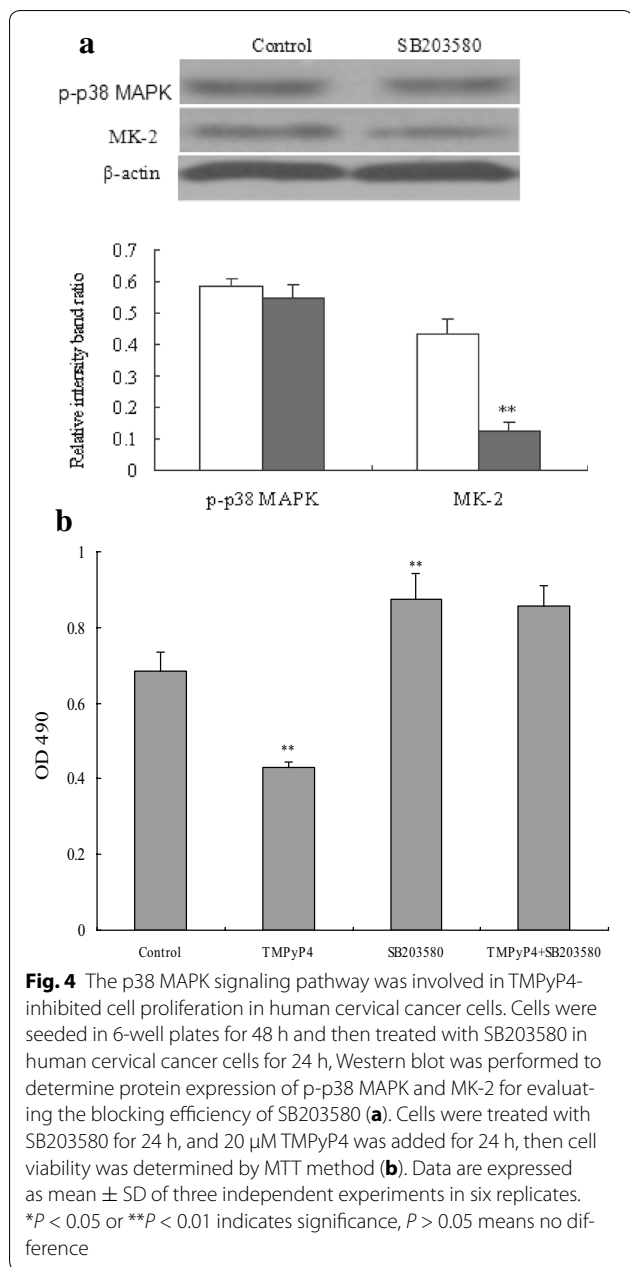 a
Control SB203580
p-p38 MAPK
MK-2
β-actin
Relative intensity band ratio
0.7
0.6
0.5
0.4
0.3
0.2
0.1
0
**
p-p38 MAPK MK-2
b
OD 490
1
0.8
0.6
0.4
0.2
0
**
**
Control TMPyP4 SB203580 TMPyP4+SB203580
Fig. 4 The p38 MAPK signaling pathway was involved in TMPyP4-
inhibited cell proliferation in human cervical cancer cells. Cells were
seeded in 6-well plates for 48 h and then treated with SB203580 in
human cervical cancer cells for 24 h, Western blot was performed to
determine protein expression of p-p38 MAPK and MK-2 for evaluat-
ing the blocking efficiency of SB203580 (a). Cells were treated with
SB203580 for 24 h, and 20 μM TMPyP4 was added for 24 h, then cell
viability was determined by MTT method (b). Data are expressed
as mean ± SD of three independent experiments in six replicates.
*P < 0.05 or **P < 0.01 indicates significance, P > 0.05 means no dif-
ference